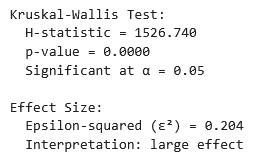 Kruskal-Wallis Test:
H-statistic = 1526.740
p-value = 0.0000
Significant at α = 0.05
Effect Size:
Epsilon-squared (ε²) = 0.204
Interpretation: large effect